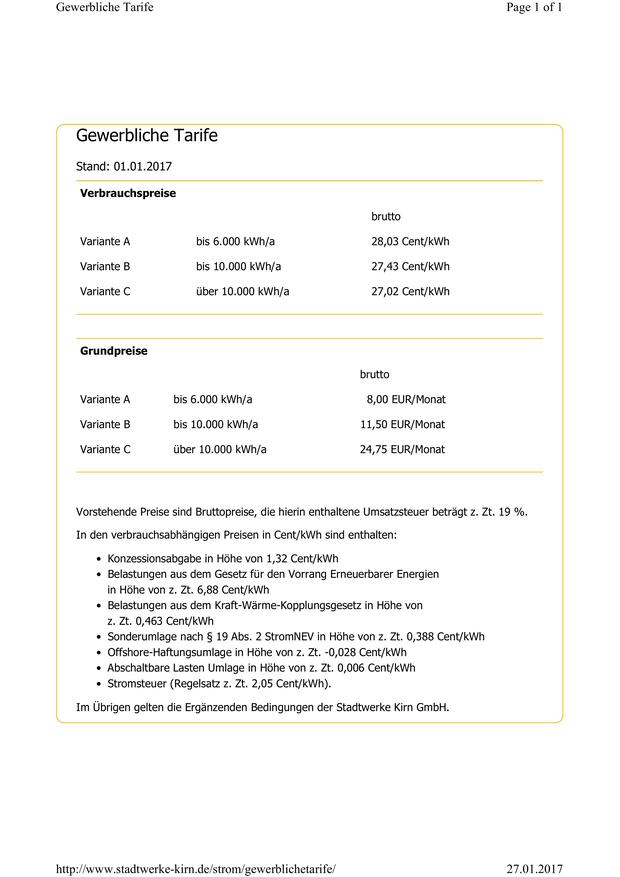 Gewerbliche Tarife Page 1 of 1
Gewerbliche Tarife
Stand: 01.01.2017
Verbrauchspreise
brutto
Variante A bis 6.000 kWh/a 28,03 Cent/kWh
Variante B bis 10.000 kWh/a 27,43 Cent/kWh
Variante C über 10.000 kWh/a 27,02 Cent/kWh
Grundpreise
brutto
Variante A bis 6.000 kWh/a 8,00 EUR/Monat
Variante B bis 10.000 kWh/a 11,50 EUR/Monat
Variante C über 10.000 kWh/a 24,75 EUR/Monat
Vorstehende Preise sind Bruttopreise, die hierin enthaltene Umsatzsteuer beträgt z. Zt. 19 %.
In den verbrauchsabhängigen Preisen in Cent/kWh sind enthalten:
• Konzessionsabgabe in Höhe von 1,32 Cent/kWh
• Belastungen aus dem Gesetz für den Vorrang Erneuerbarer Energien
in Höhe von z. Zt. 6,88 Cent/kWh
• Belastungen aus dem Kraft-Wärme-Kopplungsgesetz in Höhe von
z. Zt. 0,463 Cent/kWh
• Sonderumlage nach § 19 Abs. 2 StromNEV in Höhe von z. Zt. 0,388 Cent/kWh
• Offshore-Haftungsumlage in Höhe von z. Zt. -0,028 Cent/kWh
• Abschaltbare Lasten Umlage in Höhe von z. Zt. 0,006 Cent/kWh
• Stromsteuer (Regelsatz z. Zt. 2,05 Cent/kWh).
Im Übrigen gelten die Ergänzenden Bedingungen der Stadtwerke Kirn GmbH.
http://www.stadtwerke-kirn.de/strom/gewerblichetarife/ 27.01.2017